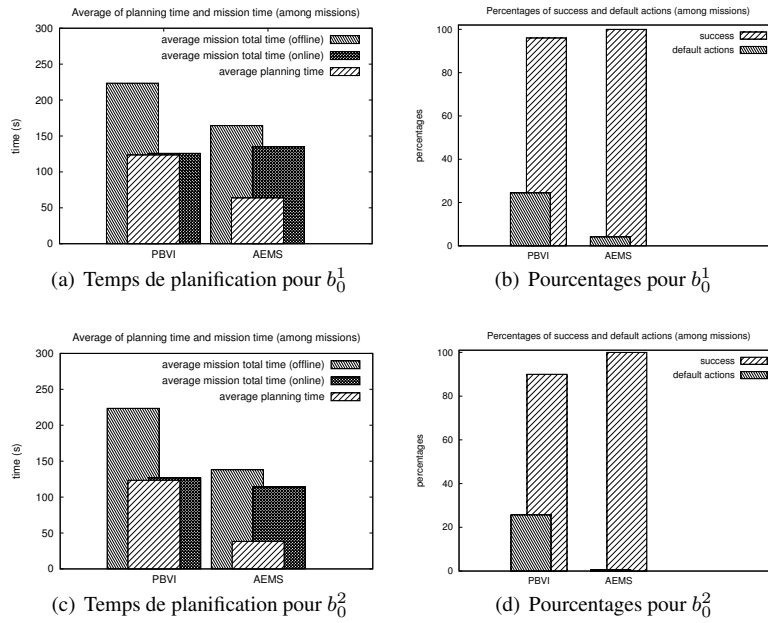 Average of planning time and mission time (among missions)
300
250
200
150
100
50
0
time (s)
average mission total time (offline)
average mission total time (online)
average planning time
PBVI
AEMS
(a) Temps de planification pour b_0^1
Percentages of success and default actions (among missions)
100
80
60
40
20
0
percentages
success
default actions
PBVI
AEMS
(b) Pourcentages pour b_0^1
Average of planning time and mission time (among missions)
300
250
200
150
100
50
0
time (s)
average mission total time (offline)
average mission total time (online)
average planning time
PBVI
AEMS
(c) Temps de planification pour b_0^2
Percentages of success and default actions (among missions)
100
80
60
40
20
0
percentages
success
default actions
PBVI
AEMS
(d) Pourcentages pour b_0^2